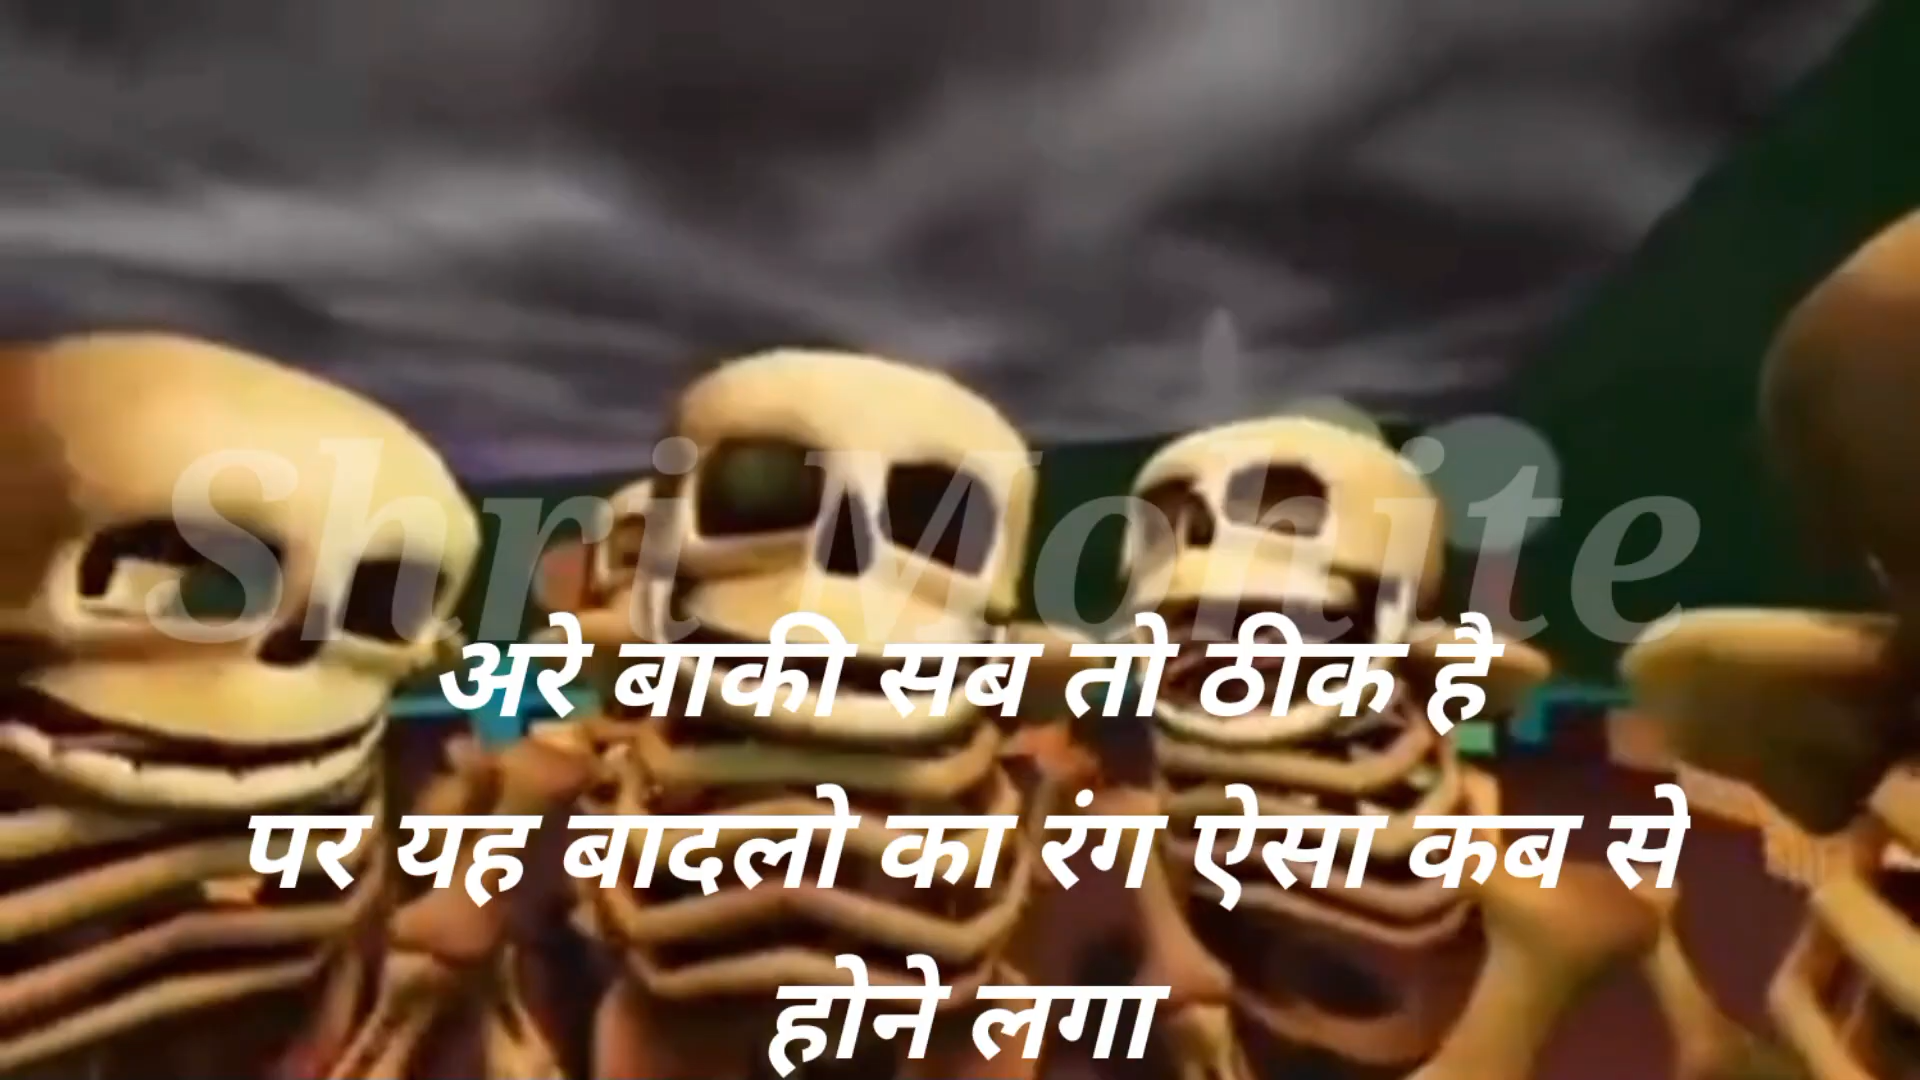 Shri Mohite
अरे बाकी सब तो ठीक है
पर यह बादलो का रंग ऐसा कब से
होने लगा